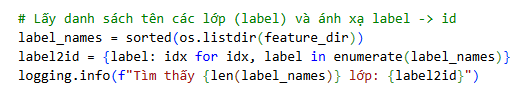 # Lấy danh sách tên các lớp (label) và ánh xạ label -> id
label_names = sorted(os.listdir(feature_dir))
label2id = {label: idx for idx, label in enumerate(label_names)}
logging.info(f"Tìm thấy {len(label_names)} lớp: {label2id}")